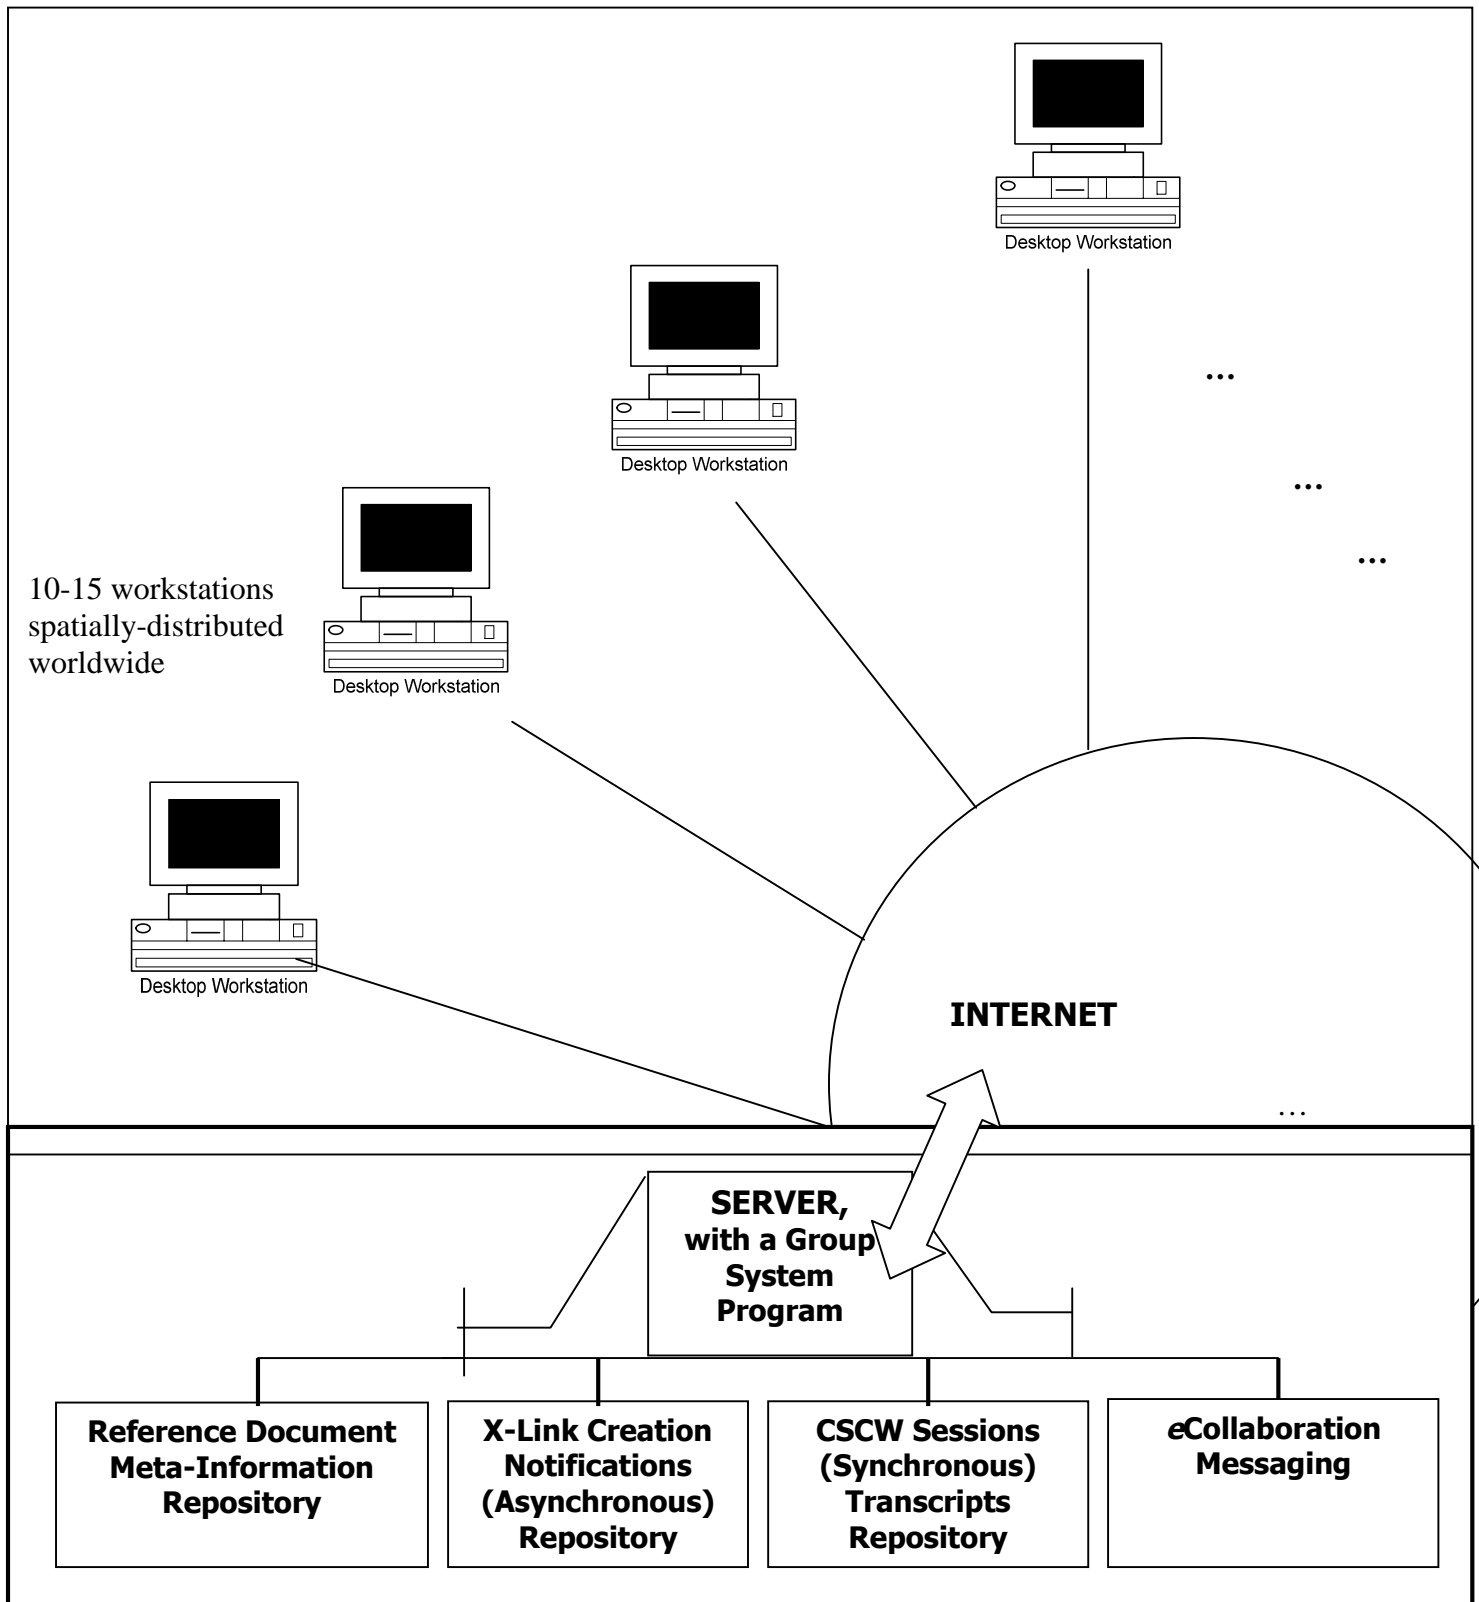 Desktop Workstation
...
Desktop Workstation
...
...
10-15 workstations
spatially-distributed
worldwide
Desktop Workstation
Desktop Workstation
INTERNET
...
SERVER,
with a Group
System
Program
Reference Document
Meta-Information
Repository
X-Link Creation
Notifications
(Asynchronous)
Repository
CSCW Sessions
(Synchronous)
Transcripts
Repository
eCollaboration
Messaging